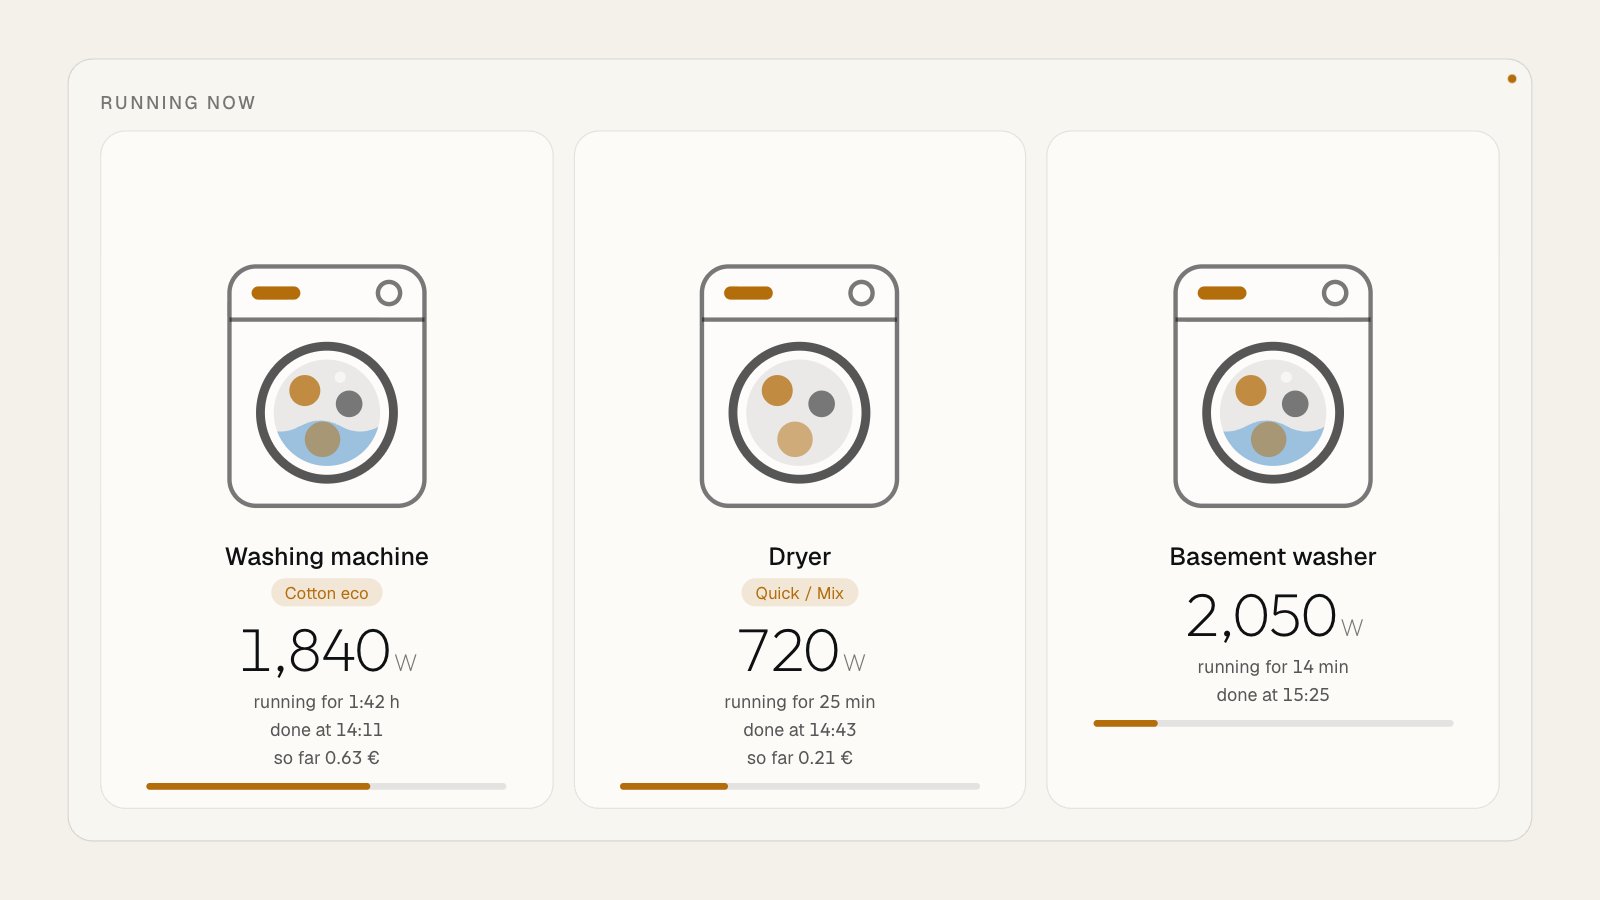 RUNNING NOW
Washing machine
Cotton eco
1,840 W
running for 1:42 h
done at 14:11
so far 0.63 €
Dryer
Quick / Mix
720 W
running for 25 min
done at 14:43
so far 0.21 €
Basement washer
2,050 W
running for 14 min
done at 15:25